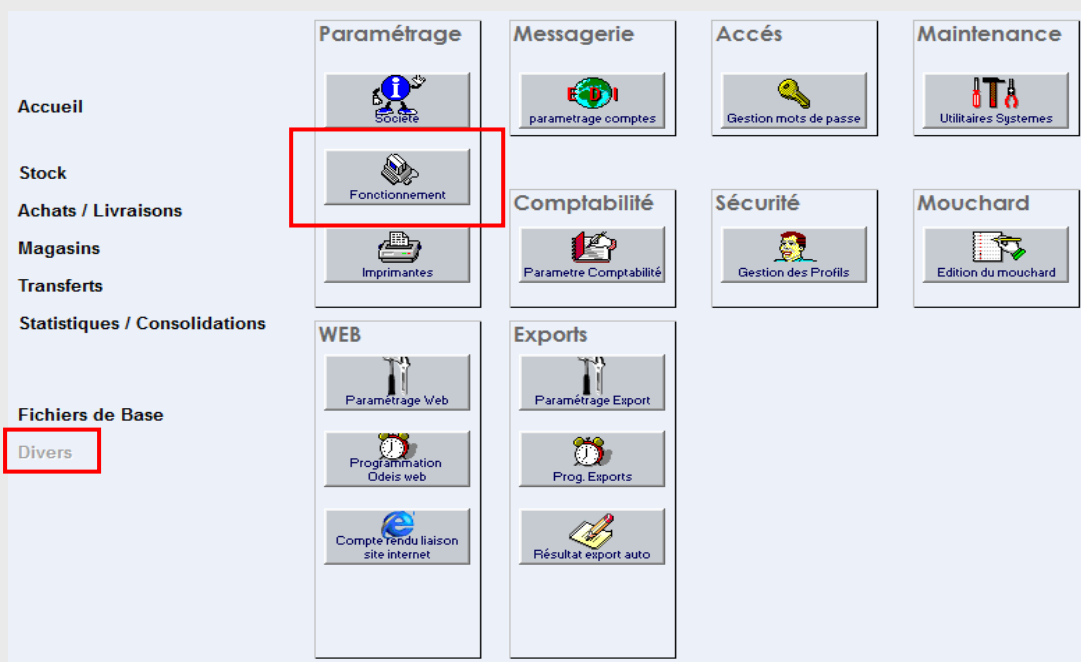 Accueil
Stock
Achats / Livraisons
Magasins
Transferts
Statistiques / Consolidations
Fichiers de Base
Divers
Paramétrage
Société
Fonctionnement
Imprimantes
Messagerie
EDI
parametrage comptes
Accés
Gestion mots de passe
Maintenance
Utilitaires Systemes
Comptabilité
Parametre Comptabilité
Sécurité
Gestion des Profils
Mouchard
Edition du mouchard
WEB
Paramétrage Web
Programmation
Odeis web
Compte rendu liaison
site internet
Exports
Paramétrage Export
Prog. Exports
Résultat export auto